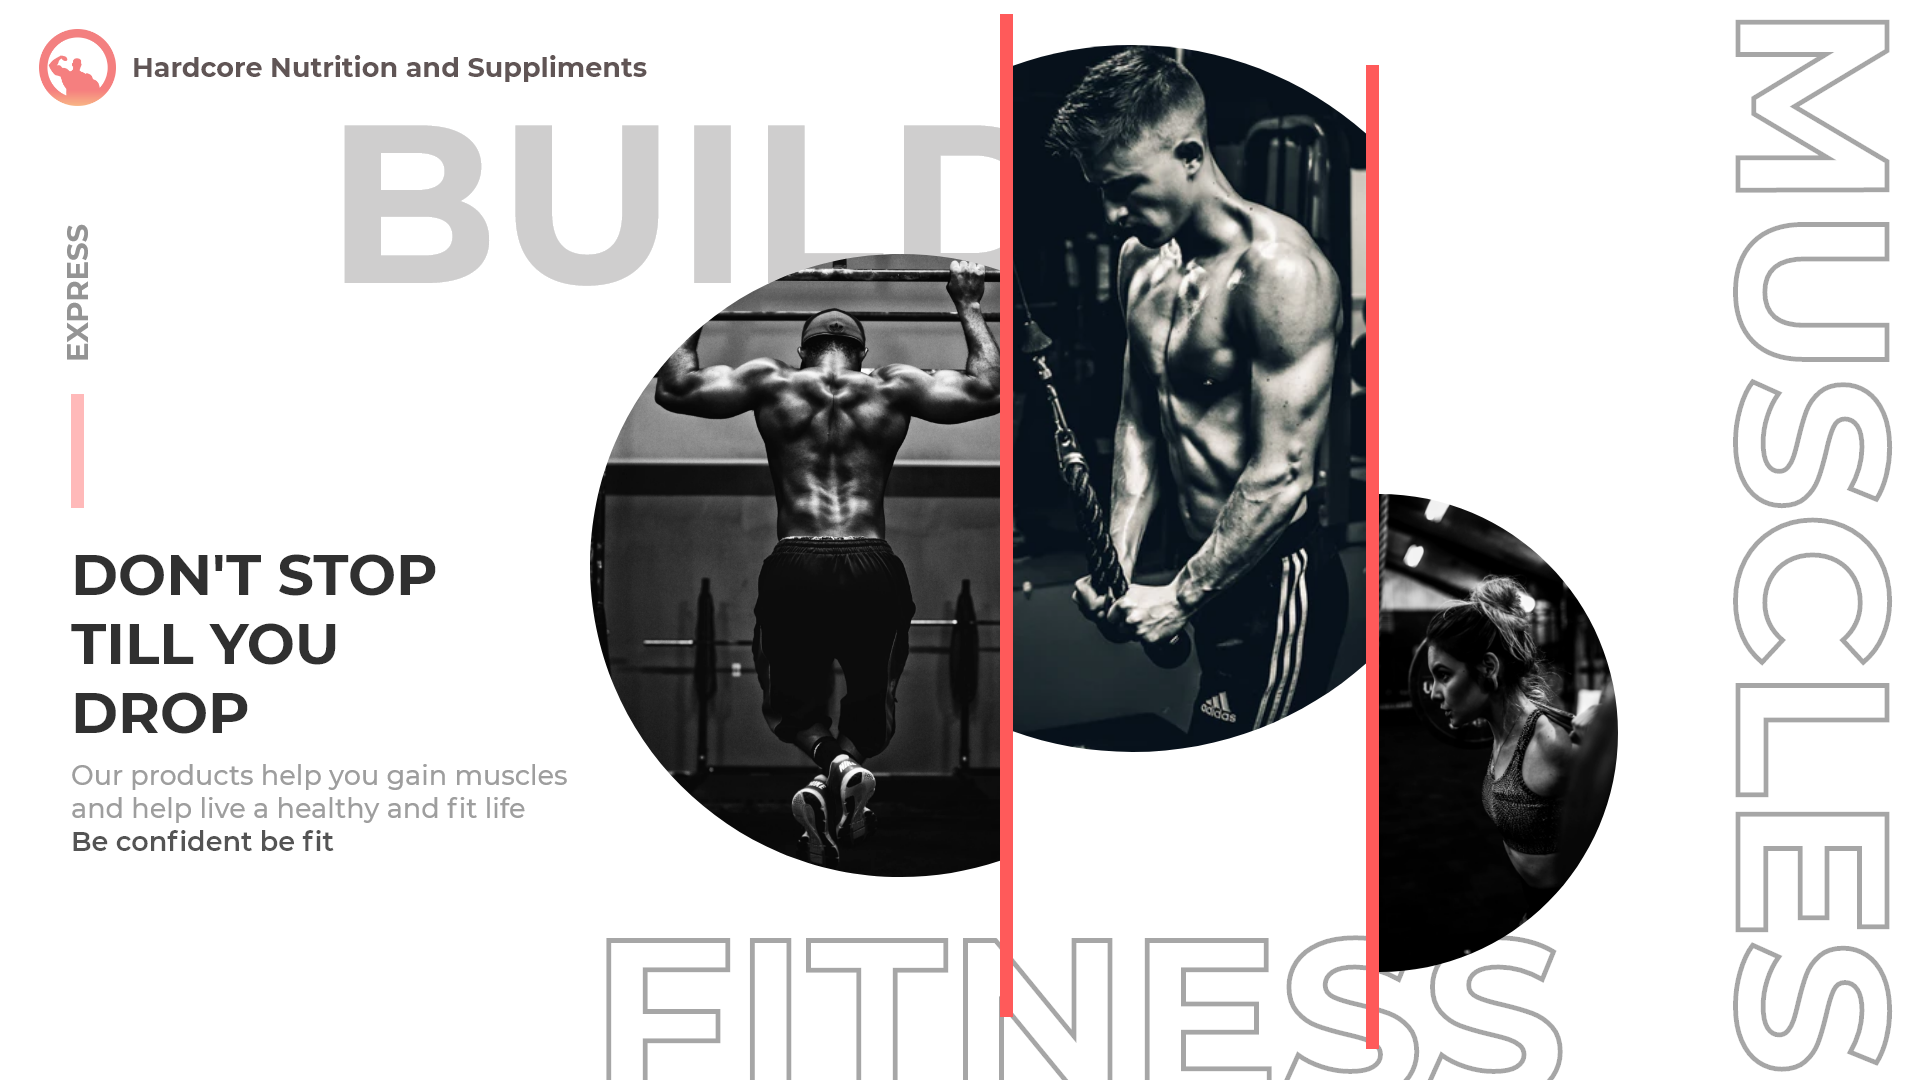 Hardcore Nutrition and Suppliments
BUILD
EXPRESS
DON'T STOP
TILL YOU
DROP
Our products help you gain muscles
and help live a healthy and fit life
Be confident be fit
adidas
FITNESS
MUSCLES